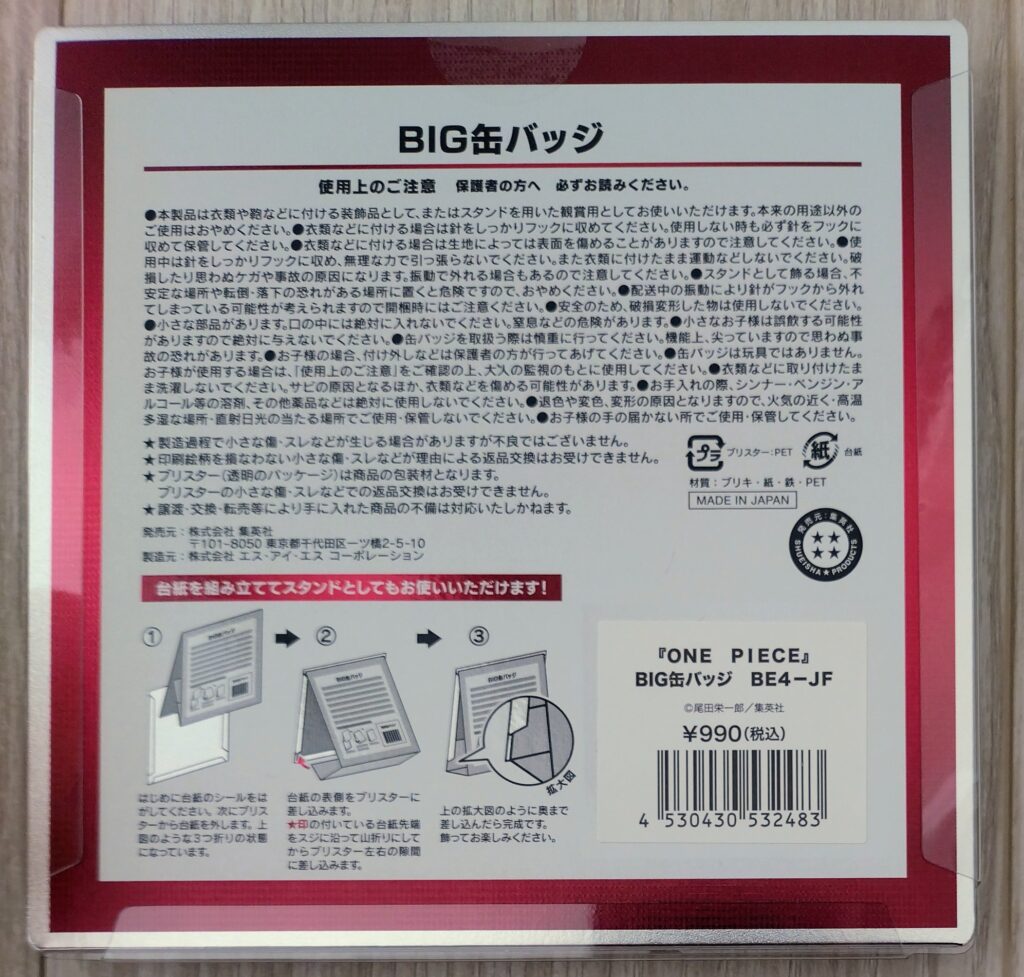 BIG缶バッジ
使用上のご注意 保護者の方へ 必ずお読みください。
●本製品は衣類や鞄などに付ける装飾品として、またはスタンドを用いた観賞用としてお使いいただけます。本来の用途以外の
ご使用はおやめください。●衣類などに付ける場合は針をしっかりフックに収めてください。使用しない時も必ず針をフックに
収めて保管してください。●衣類などに付ける場合は生地によっては表面を傷めることがありますので注意してください。●使
用中は針をしっかりフックに収め、無理な力で引っ張らないでください。また衣類に付けたまま運動などしないでください。破
損したり思わぬケガや事故の原因になります。振動で外れる場合もあるので注意してください。●スタンドとして飾る場合、不
安定な場所や転倒・落下の恐れがある場所に置くと危険ですので、おやめください。●配送中の振動により針がフックから外れ
てしまっている可能性が考えられますので開梱時にはご注意ください。●安全のため、破損変形した物は使用しないでください。
●小さな部品があります。口の中には絶対に入れないでください。窒息などの危険があります。●小さなお子様は誤飲する可能性
がありますので絶対に与えないでください。●缶バッジを取扱う際は慎重に行ってください。機能上、尖っていますので思わぬ事
故の恐れがあります。●お子様の場合、付け外しなどは保護者の方が行ってあげてください。●缶バッジは玩具ではありません。
お子様が使用する場合は、「使用上のご注意」をご確認の上、大人の監視のもとに使用してください。●衣類などに取り付けたま
ま洗濯しないでください。サビの原因となるほか、衣類などを傷める可能性があります。●お手入れの際、シンナー・ベンジン・ア
ルコール等の溶剤、その他薬品などは絶対に使用しないでください。●退色や変色、変形の原因となりますので、火気の近く・高温
多湿な場所・直射日光の当たる場所でご使用・保管しないでください。●お子様の手の届かない所でご使用・保管してください。
★製造過程で小さな傷・スレなどが生じる場合がありますが不良ではございません。
★印刷絵柄を損なわない小さな傷・スレなどが理由による返品交換はお受けできません。
★ブリスター(透明のパッケージ)は商品の包装材となります。
ブリスターの小さな傷・スレなどでの返品交換はお受けできません。
★譲渡・交換・転売等により手に入れた商品の不備は対応いたしかねます。
プラ ブリスター:PET 紙 台紙
材質：ブリキ・紙・鉄・PET
MADE IN JAPAN
発売元：集英社
SHUEISHA★PRODUCTS
発売元：株式会社 集英社
〒101-8050 東京都千代田区一ツ橋2-5-10
製造元：株式会社 エス・アイ・エス コーポレーション
台紙を組み立ててスタンドとしてもお使いいただけます！
① ② ③
BIG缶バッジ
BIG缶バッジ
BIG缶バッジ
拡大図
はじめに台紙のシールをは
がしてください。次にブリス
ターから台紙を外します。上
図のような3つ折りの状態
になっています。
台紙の表側をブリスターに
差し込みます。
★印の付いている台紙先端
をスジに沿って山折りにして
からブリスター左右の隙間
に差し込みます。
上の拡大図のように奥まで
差し込んだら完成です。
飾ってお楽しみください。
『ONE PIECE』
BIG缶バッジ BE4-JF
©尾田栄一郎／集英社
¥990(税込)
4 530430 532483